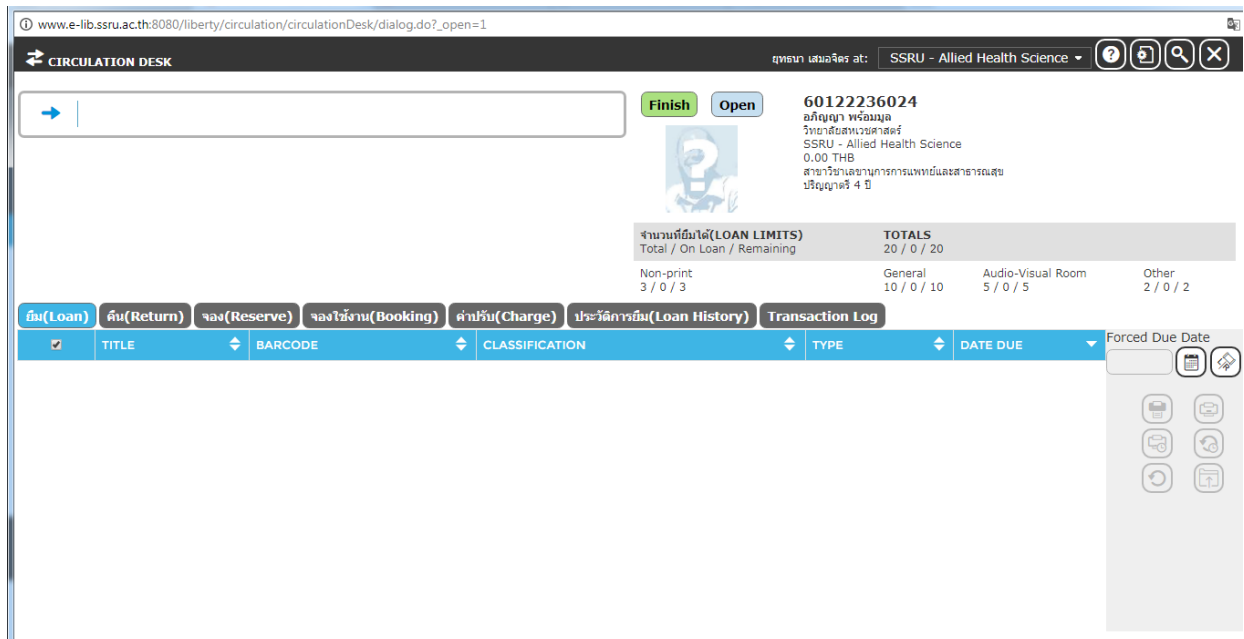 www.e-lib.ssru.ac.th:8080/liberty/circulation/circulationDesk/dialog.do?_open=1
CIRCULATION DESK
ยุทธนา เสมอจิตร at: SSRU - Allied Health Science
Finish Open
60122236024
อภิญญา พร้อมมูล
วิทยาลัยสหเวชศาสตร์
SSRU - Allied Health Science
0.00 THB
สาขาวิชาเลขานุการการแพทย์และสาธารณสุข
ปริญญาตรี 4 ปี
จำนวนที่ยืมได้(LOAN LIMITS) TOTALS
Total / On Loan / Remaining 20 / 0 / 20
Non-print General Audio-Visual Room Other
3 / 0 / 3 10 / 0 / 10 5 / 0 / 5 2 / 0 / 2
ยืม(Loan) คืน(Return) จอง(Reserve) จองใช้งาน(Booking) ค่าปรับ(Charge) ประวัติการยืม(Loan History) Transaction Log
TITLE BARCODE CLASSIFICATION TYPE DATE DUE
Forced Due Date